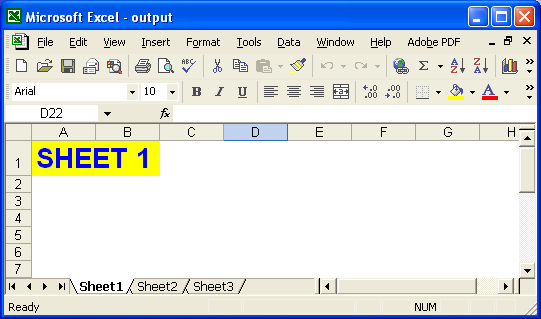 Microsoft Excel - output
File Edit View Insert Format Tools Data Window Help Adobe PDF
Arial 10 B I U
D22 fx
A B C D E F G H
1 SHEET 1
2
3
4
5
6
7
Sheet1 Sheet2 Sheet3
Ready NUM